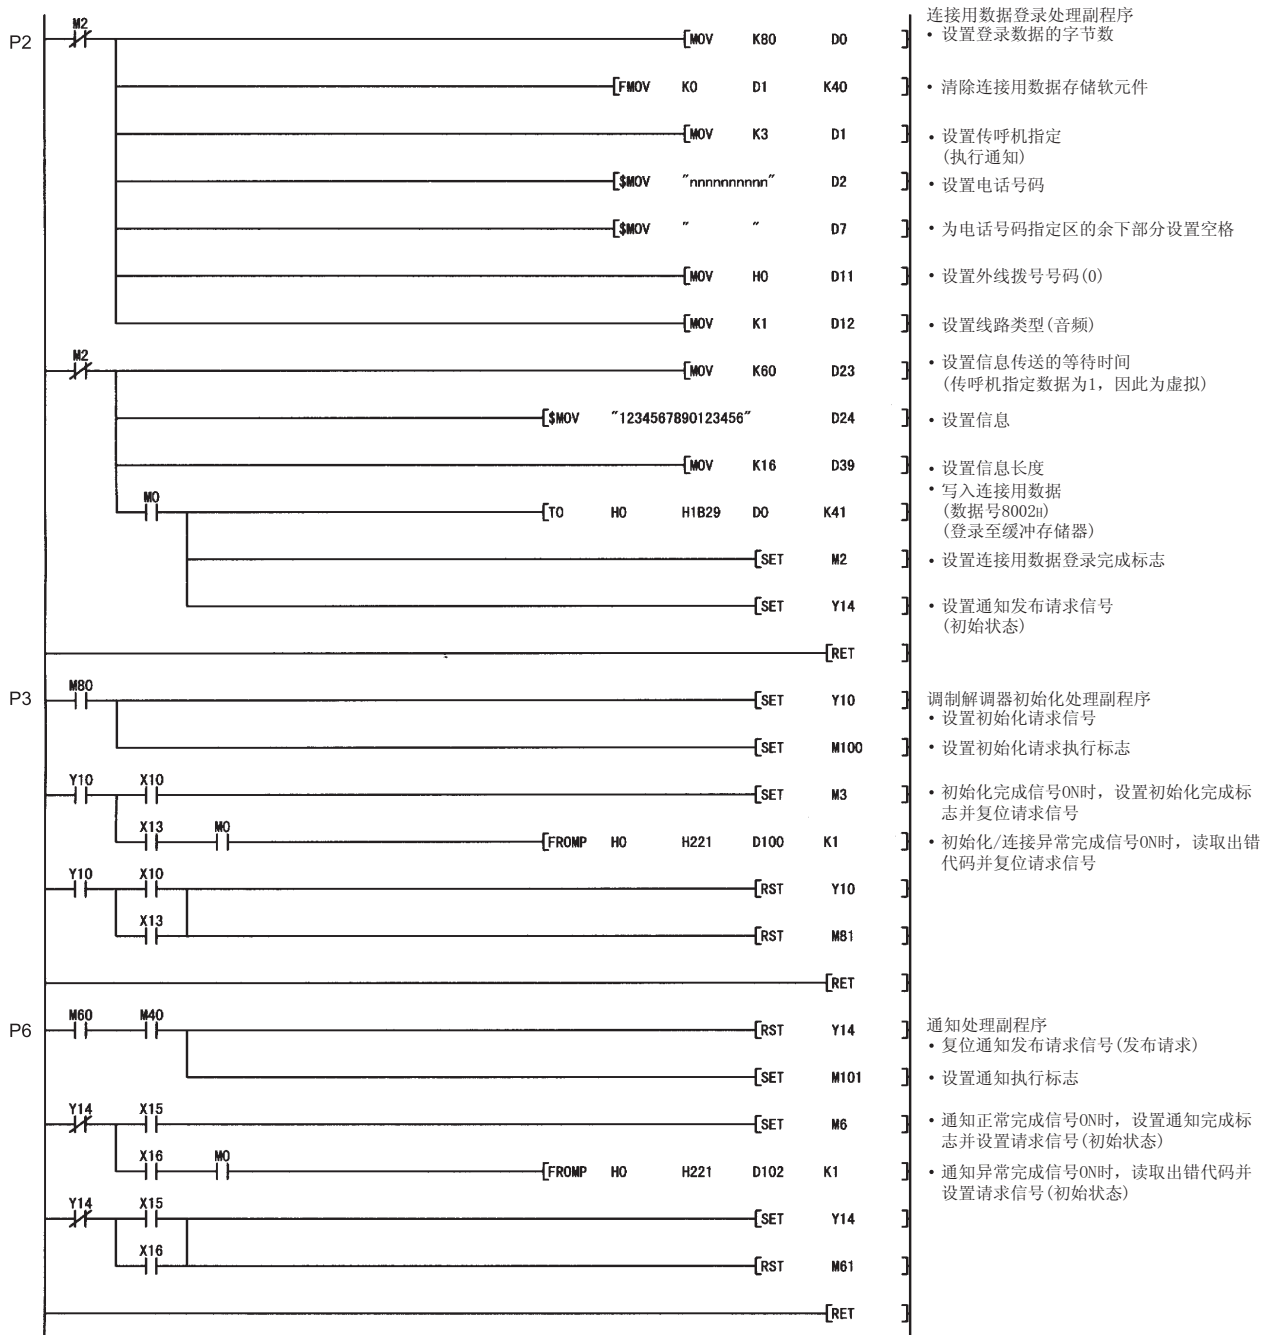 连接用数据登录处理副程序
P2 M2 [MOV K80 D0 ] • 设置登录数据的字节数
[FMOV K0 D1 K40 ] • 清除连接用数据存储软元件
[MOV K3 D1 ] • 设置传呼机指定
(执行通知)
[$MOV "nnnnnnnnnn" D2 ] • 设置电话号码
[$MOV " " D7 ] • 为电话号码指定区的余下部分设置空格
[MOV H0 D11 ] • 设置外线拨号号码(0)
[MOV K1 D12 ] • 设置线路类型(音频)
M2 [MOV K60 D23 ] • 设置信息传送的等待时间
(传呼机指定数据为1，因此为虚拟)
[$MOV "1234567890123456" D24 ] • 设置信息
[MOV K16 D39 ] • 设置信息长度
M0 [TO H0 H1B29 D0 K41 ] • 写入连接用数据
(数据号8002H)
(登录至缓冲存储器)
[SET M2 ] • 设置连接用数据登录完成标志
[SET Y14 ] • 设置通知发布请求信号
(初始状态)
[RET ]
P3 M80 [SET Y10 ] 调制解调器初始化处理副程序
• 设置初始化请求信号
[SET M100 ] • 设置初始化请求执行标志
Y10 X10 [SET M3 ] • 初始化完成信号ON时，设置初始化完成标
志并复位请求信号
X13 M0 [FROMP H0 H221 D100 K1 ] • 初始化/连接异常完成信号ON时，读取出错
代码并复位请求信号
Y10 X10 [RST Y10 ]
X13 [RST M81 ]
[RET ]
P6 M60 M40 [RST Y14 ] 通知处理副程序
• 复位通知发布请求信号(发布请求)
[SET M101 ] • 设置通知执行标志
Y14 X15 [SET M6 ] • 通知正常完成信号ON时，设置通知完成标
志并设置请求信号(初始状态)
X16 M0 [FROMP H0 H221 D102 K1 ] • 通知异常完成信号ON时，读取出错代码并
设置请求信号(初始状态)
Y14 X15 [SET Y14 ]
X16 [RST M61 ]
[RET ]